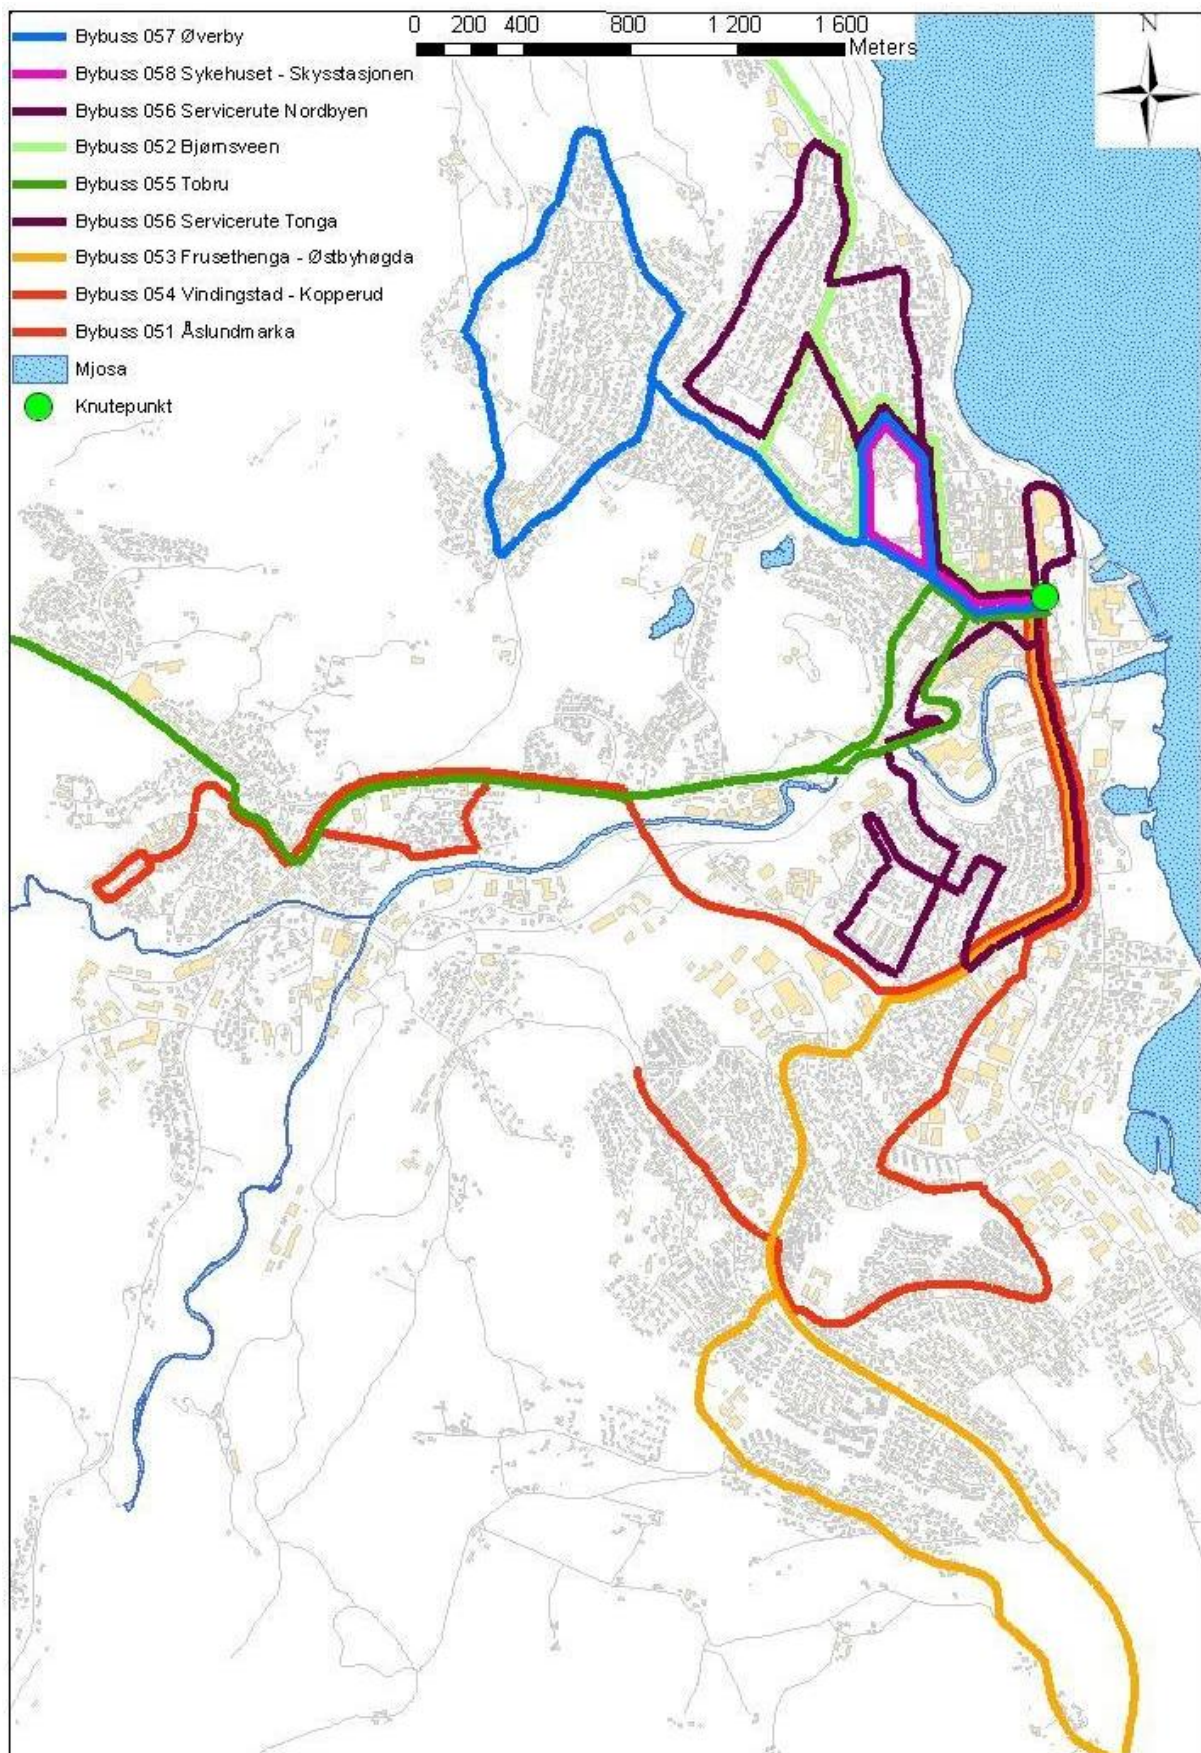 0 200 400 800 1 200 1 600
Meters
N
Bybuss 057 Øverby
Bybuss 058 Sykehuset - Skysstasjonen
Bybuss 056 Servicerute Nordbyen
Bybuss 052 Bjørnsveen
Bybuss 055 Tobru
Bybuss 056 Servicerute Tonga
Bybuss 053 Frusethenga - Østbyhøgda
Bybuss 054 Vindingstad - Kopperud
Bybuss 051 Åslundmarka
Mjosa
Knutepunkt